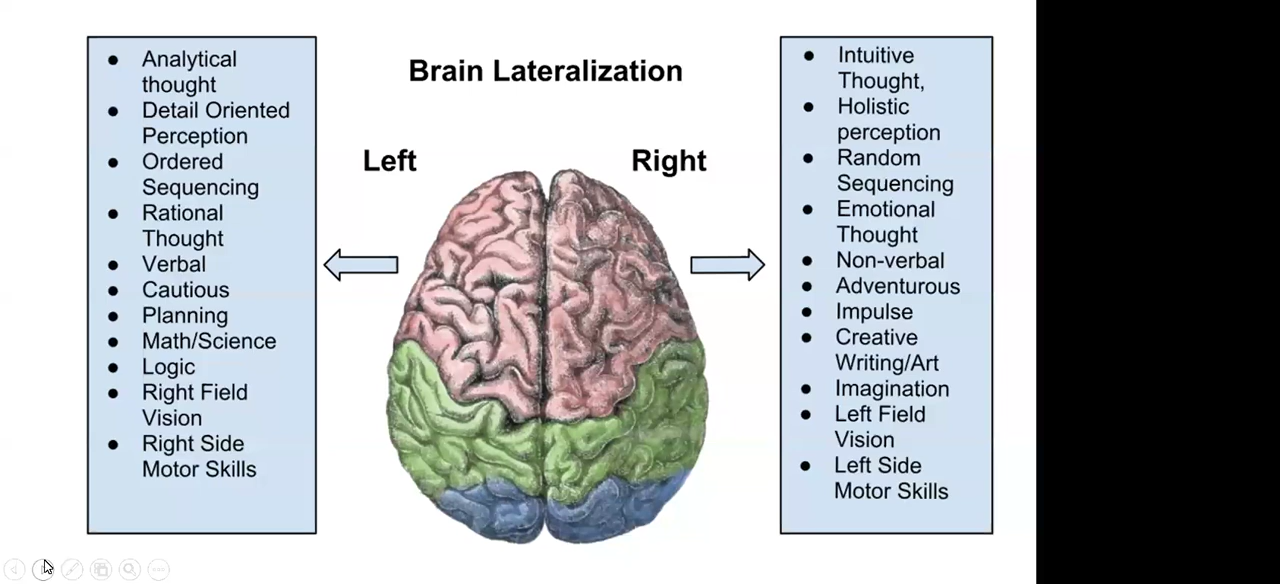 Brain Lateralization
Left
Right
• Analytical
thought
• Detail Oriented
Perception
• Ordered
Sequencing
• Rational
Thought
• Verbal
• Cautious
• Planning
• Math/Science
• Logic
• Right Field
Vision
• Right Side
Motor Skills
• Intuitive
Thought,
• Holistic
perception
• Random
Sequencing
• Emotional
Thought
• Non-verbal
• Adventurous
• Impulse
• Creative
Writing/Art
• Imagination
• Left Field
Vision
• Left Side
Motor Skills